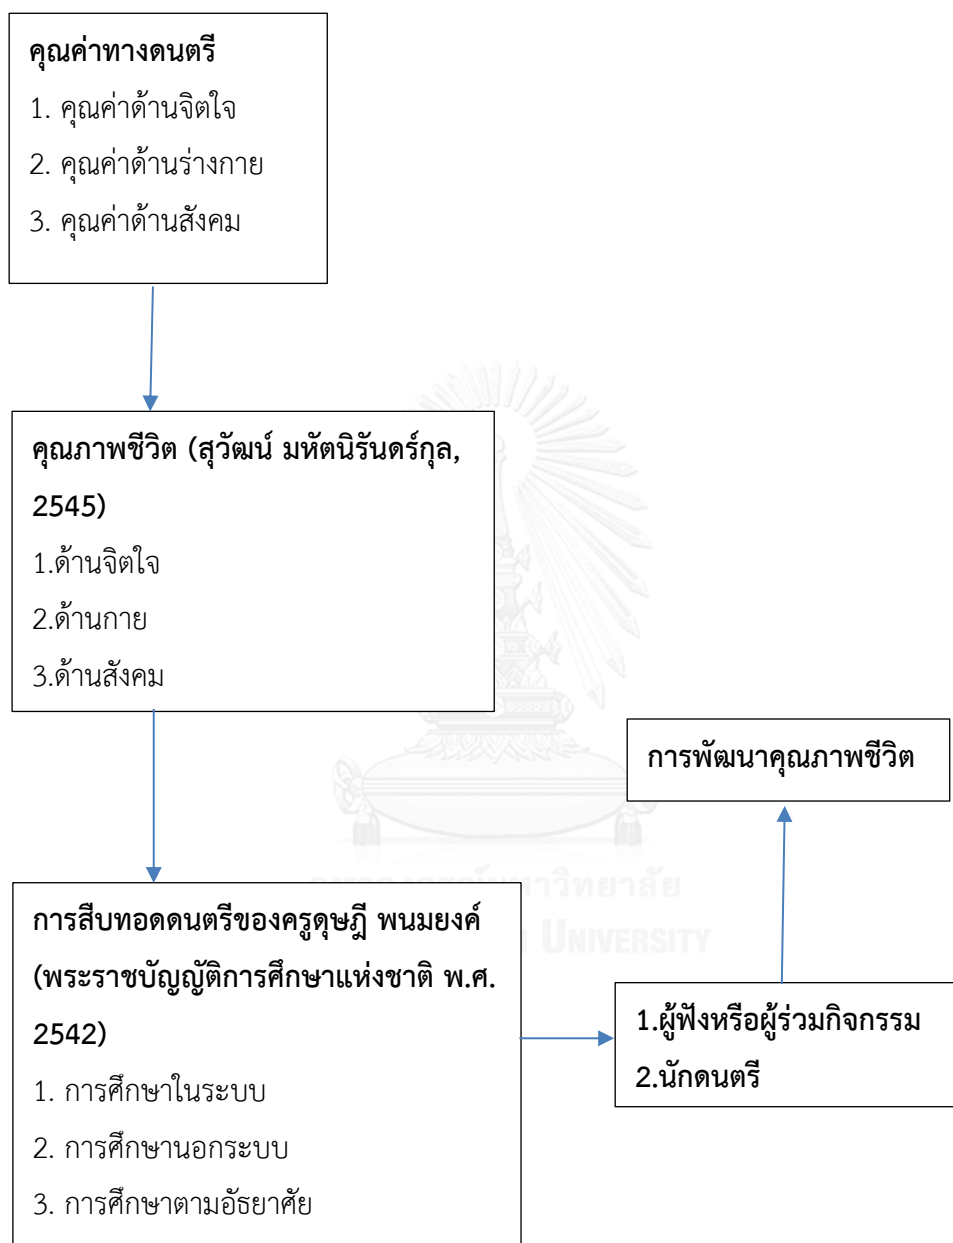 คุณค่าทางดนตรี
1. คุณค่าด้านจิตใจ
2. คุณค่าด้านร่างกาย
3. คุณค่าด้านสังคม
คุณภาพชีวิต (สุวัฒน์ มหัตนิรันดร์กุล,
2545)
1.ด้านจิตใจ
2.ด้านกาย
3.ด้านสังคม
การพัฒนาคุณภาพชีวิต
การสืบทอดดนตรีของครูดุษฎี พนมยงค์
(พระราชบัญญัติการศึกษาแห่งชาติ พ.ศ.
2542)
1. การศึกษาในระบบ
2. การศึกษานอกระบบ
3. การศึกษาตามอัธยาศัย
1.ผู้ฟังหรือผู้ร่วมกิจกรรม
2.นักดนตรี
UNIVERSITY